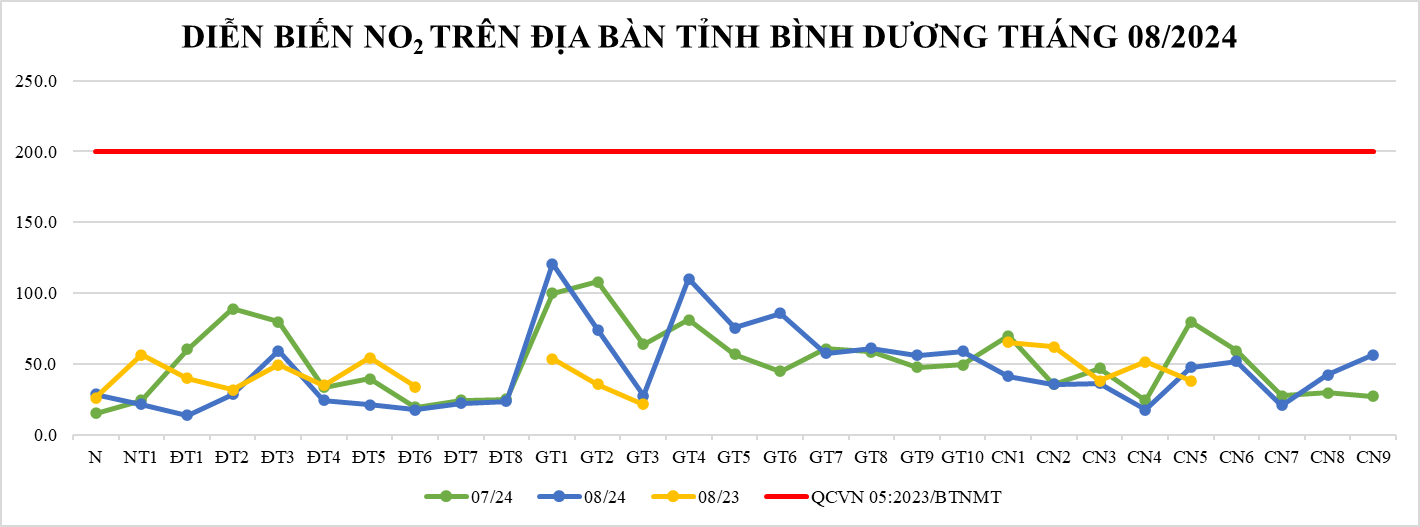 DIỄN BIẾN NO₂ TRÊN ĐỊA BÀN TỈNH BÌNH DƯƠNG THÁNG 08/2024
250.0
200.0
150.0
100.0
50.0
0.0
N NT1 ĐT1 ĐT2 ĐT3 ĐT4 ĐT5 ĐT6 ĐT7 ĐT8 GT1 GT2 GT3 GT4 GT5 GT6 GT7 GT8 GT9 GT10 CN1 CN2 CN3 CN4 CN5 CN6 CN7 CN8 CN9
07/24 08/24 08/23 QCVN 05:2023/BTNMT